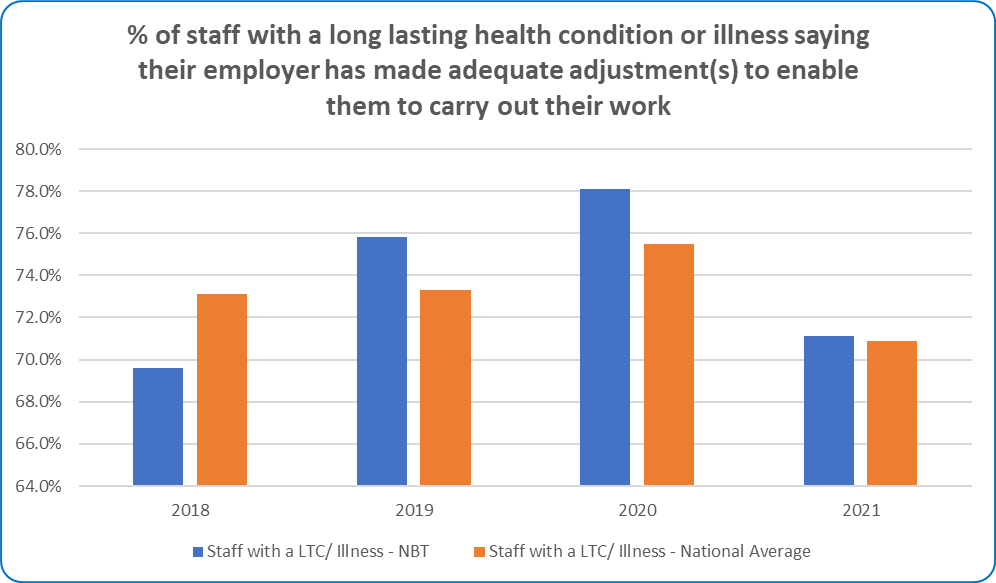 % of staff with a long lasting health condition or illness saying
their employer has made adequate adjustment(s) to enable
them to carry out their work
80.0%
78.0%
76.0%
74.0%
72.0%
70.0%
68.0%
66.0%
64.0%
2018 2019 2020 2021
Staff with a LTC/ Illness - NBT Staff with a LTC/ Illness - National Average